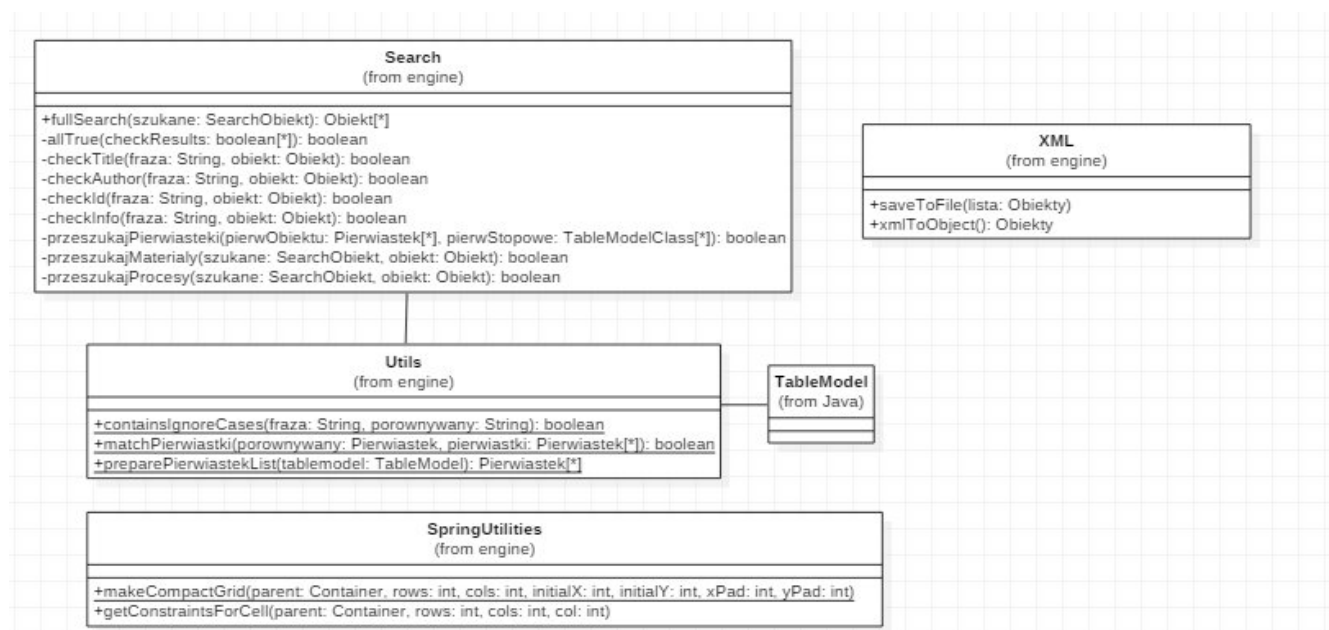 Search
(from engine)
+fullSearch(szukane: SearchObiekt): Obiekt[*]
-allTrue(checkResults: boolean[*]): boolean
-checkTitle(fraza: String, obiekt: Obiekt): boolean
-checkAuthor(fraza: String, obiekt: Obiekt): boolean
-checkId(fraza: String, obiekt: Obiekt): boolean
-checkInfo(fraza: String, obiekt: Obiekt): boolean
-przeszukajPierwiasteki(pierwObiektu: Pierwiastek[*], pierwStopowe: TableModelClass[*]): boolean
-przeszukajMaterialy(szukane: SearchObiekt, obiekt: Obiekt): boolean
-przeszukajProcesy(szukane: SearchObiekt, obiekt: Obiekt): boolean
XML
(from engine)
+saveToFile(lista: Obiekty)
+xmlToObject(): Obiekty
Utils
(from engine)
+containsIgnoreCases(fraza: String, porownywany: String): boolean
+matchPierwiastki(porownywany: Pierwiastek, pierwiastki: Pierwiastek[*]): boolean
+preparePierwiastekList(tablemodel: TableModel): Pierwiastek[*]
TableModel
(from Java)
SpringUtilities
(from engine)
+makeCompactGrid(parent: Container, rows: int, cols: int, initialX: int, initialY: int, xPad: int, yPad: int)
+getConstraintsForCell(parent: Container, rows: int, cols: int, col: int)